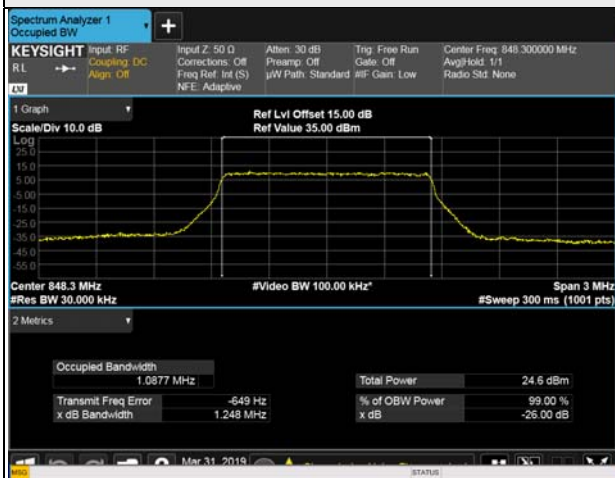 Spectrum Analyzer 1
Occupied BW
KEYSIGHT
RL
LXI
Input: RF
Coupling: DC
Align: Off
Input Z: 50 Ω
Corrections: Off
Freq Ref: Int (S)
NFE: Adaptive
Atten: 30 dB
Preamp: Off
µW Path: Standard
Trig: Free Run
Gate: Off
#IF Gain: Low
Center Freq: 848.300000 MHz
Avg|Hold: 1/1
Radio Std: None
1 Graph
Scale/Div 10.0 dB
Ref Lvl Offset 15.00 dB
Ref Value 35.00 dBm
Log
25.0
15.0
5.00
-5.00
-15.0
-25.0
-35.0
-45.0
-55.0
Center 848.3 MHz
#Res BW 30.000 kHz
#Video BW 100.00 kHz*
Span 3 MHz
#Sweep 300 ms (1001 pts)
2 Metrics
Occupied Bandwidth
1.0877 MHz
Transmit Freq Error -649 Hz
x dB Bandwidth 1.248 MHz
Total Power 24.6 dBm
% of OBW Power 99.00 %
x dB -26.00 dB
Mar 31, 2019
MSG
STATUS